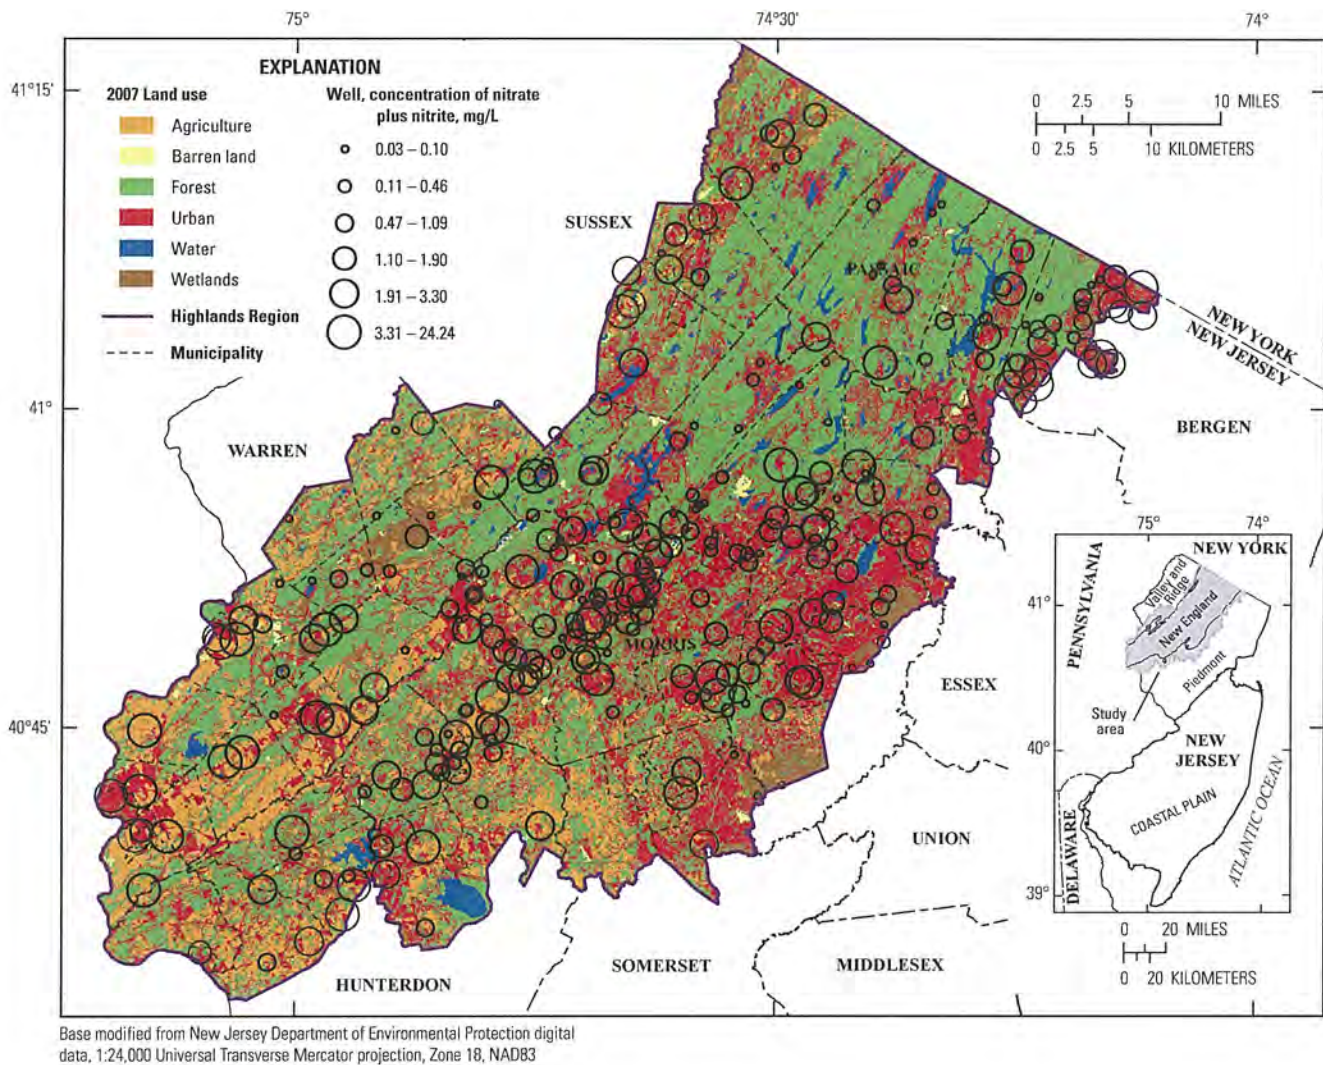 75°
74°30'
74°
41°15'
41°
40°45'
EXPLANATION
2007 Land use
Agriculture
Barren land
Forest
Urban
Water
Wetlands
Highlands Region
Municipality
Well, concentration of nitrate
plus nitrite, mg/L
0.03 – 0.10
0.11 – 0.46
0.47 – 1.09
1.10 – 1.90
1.91 – 3.30
3.31 – 24.24
0 2.5 5 10 MILES
0 2.5 5 10 KILOMETERS
SUSSEX
PASSAIC
NEW YORK
NEW JERSEY
WARREN
BERGEN
MORRIS
ESSEX
UNION
HUNTERDON
SOMERSET
MIDDLESEX
75°
74°
NEW YORK
PENNSYLVANIA
41°
Valley and
Ridge
New England
Piedmont
Study
area
40°
NEW
JERSEY
COASTAL PLAIN
ATLANTIC OCEAN
DELAWARE
39°
0 20 MILES
0 20 KILOMETERS
Base modified from New Jersey Department of Environmental Protection digital
data, 1:24,000 Universal Transverse Mercator projection, Zone 18, NAD83